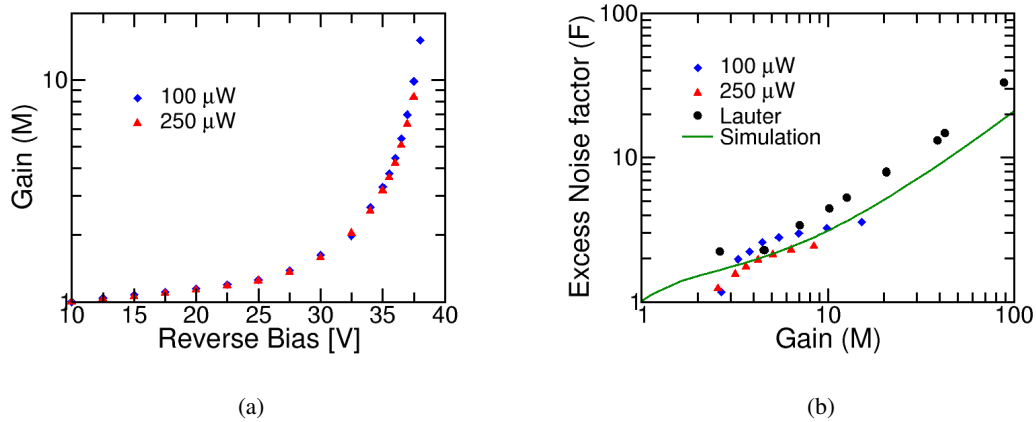 10
1
10 15 20 25 30 35 40
Gain (M)
Reverse Bias [V]
100 μW
250 μW
(a)
100
10
1
1 10 100
Excess Noise factor (F)
Gain (M)
100 μW
250 μW
Lauter
Simulation
(b)